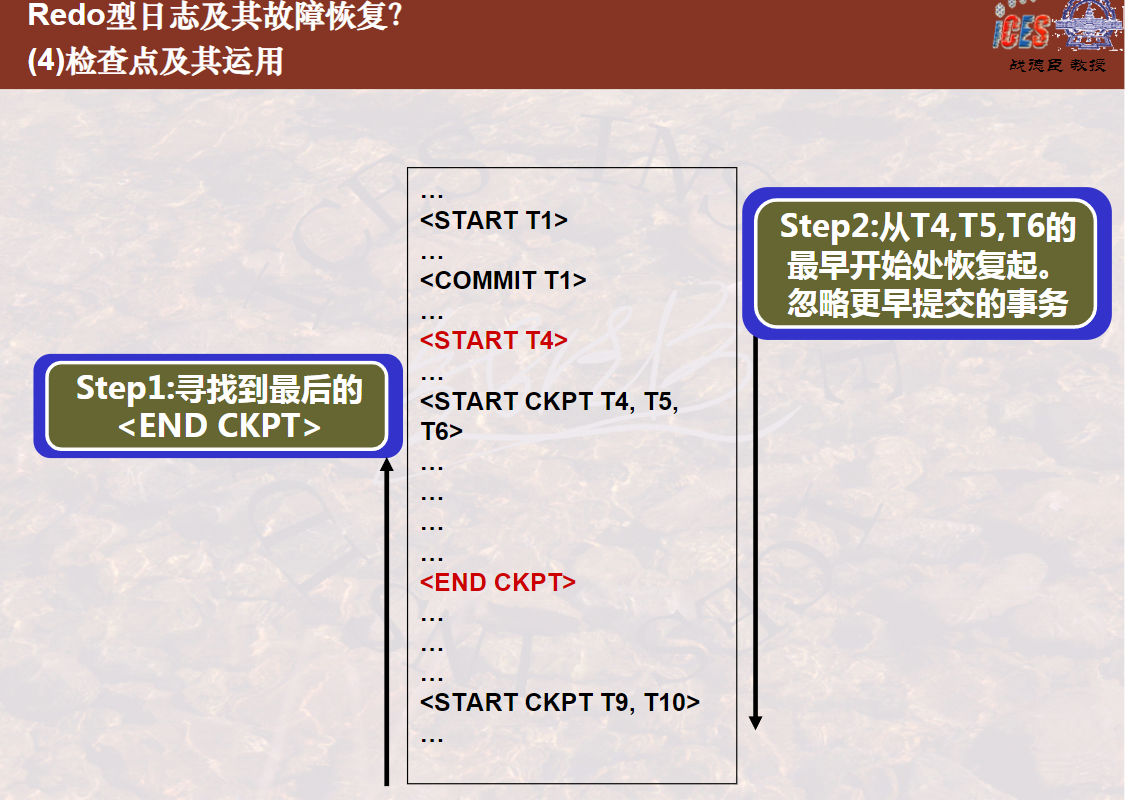 Redo型日志及其故障恢复?
(4)检查点及其运用
iCES
战德臣 教授
...
<START T1>
...
<COMMIT T1>
...
<START T4>
...
<START CKPT T4, T5,
T6>
...
...
...
...
<END CKPT>
...
...
...
<START CKPT T9, T10>
...
Step1:寻找到最后的
<END CKPT>
Step2:从T4,T5,T6的
最早开始处恢复起。
忽略更早提交的事务